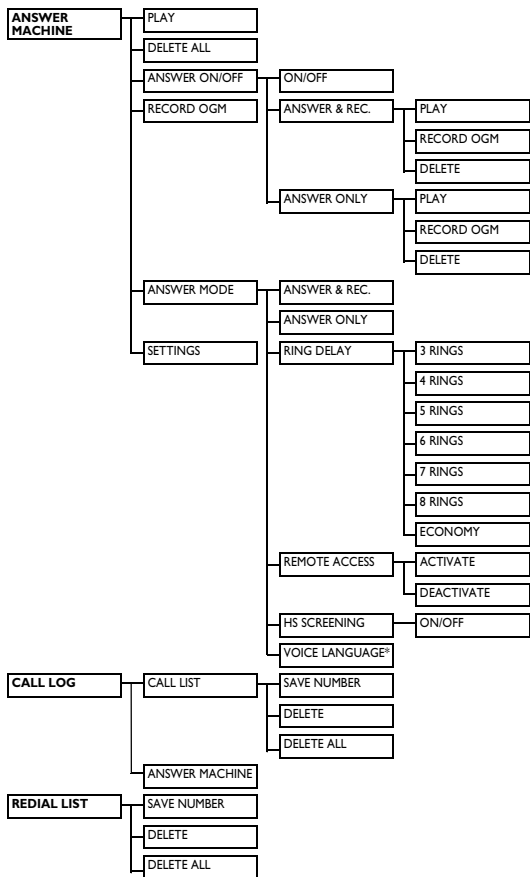 ANSWER
MACHINE
PLAY
DELETE ALL
ANSWER ON/OFF
ON/OFF
RECORD OGM
ANSWER & REC.
PLAY
RECORD OGM
DELETE
ANSWER ONLY
PLAY
RECORD OGM
DELETE
ANSWER MODE
ANSWER & REC.
ANSWER ONLY
SETTINGS
RING DELAY
3 RINGS
4 RINGS
5 RINGS
6 RINGS
7 RINGS
8 RINGS
ECONOMY
REMOTE ACCESS
ACTIVATE
DEACTIVATE
HS SCREENING
ON/OFF
VOICE LANGUAGE*
CALL LOG
CALL LIST
SAVE NUMBER
DELETE
DELETE ALL
ANSWER MACHINE
REDIAL LIST
SAVE NUMBER
DELETE
DELETE ALL